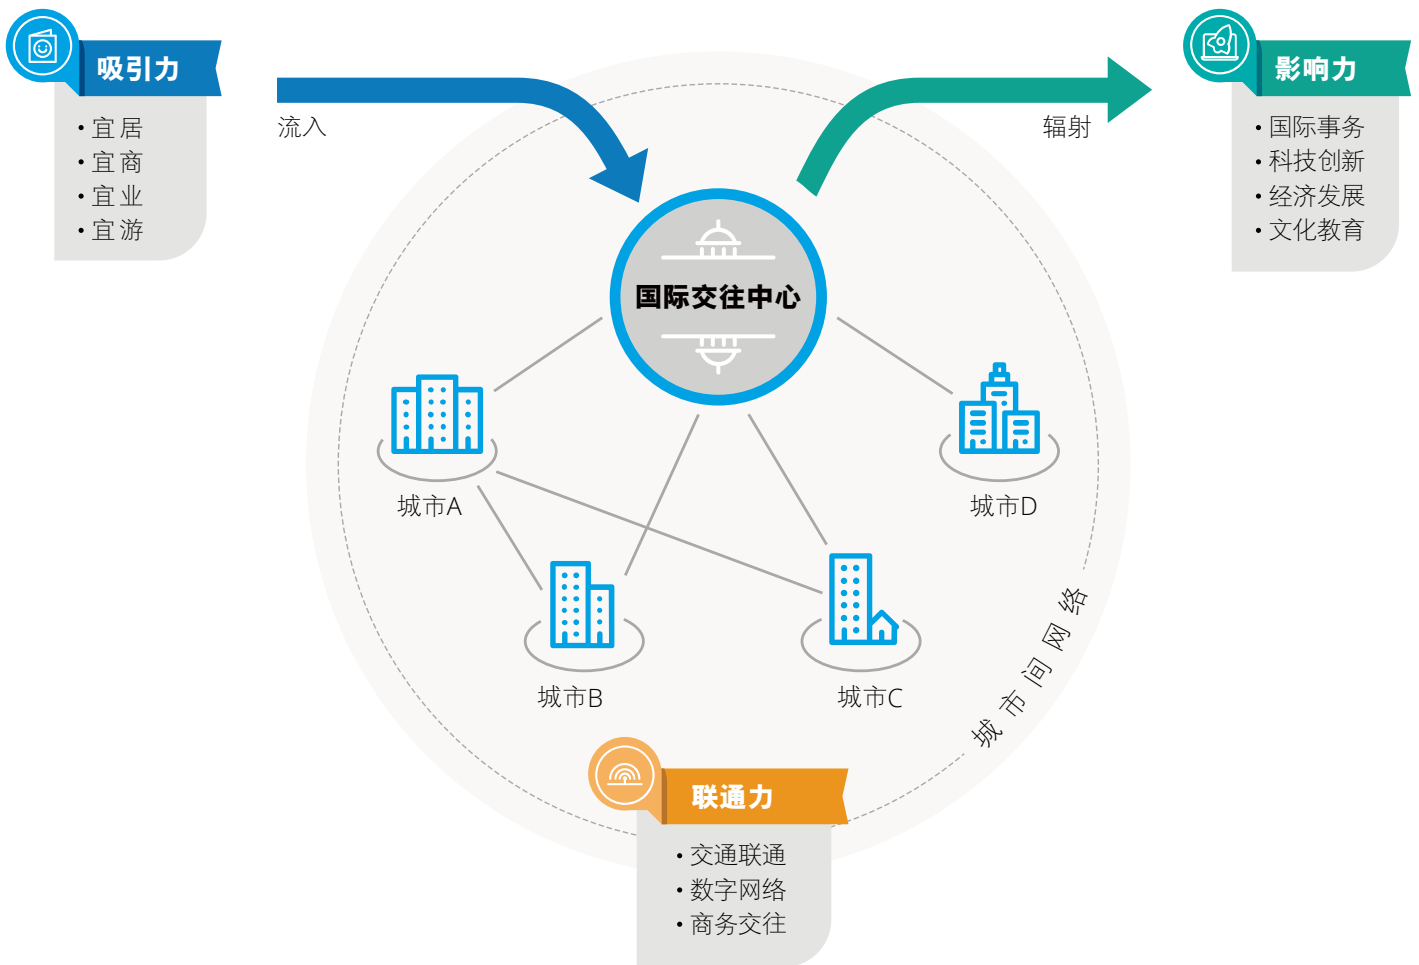 吸引力
• 宜居
• 宜商
• 宜业
• 宜游
流入
辐射
影响力
• 国际事务
• 科技创新
• 经济发展
• 文化教育
国际交往中心
城市A
城市D
城市B
城市C
城市间网络
联通力
• 交通联通
• 数字网络
• 商务交往